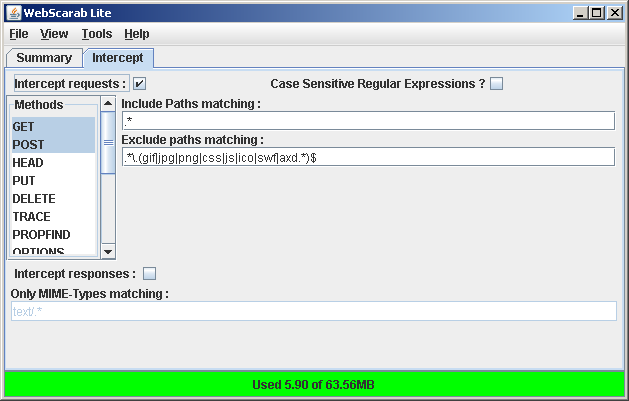 WebScarab Lite
File View Tools Help
Summary Intercept
Intercept requests : Case Sensitive Regular Expressions ?
Methods
GET
POST
HEAD
PUT
DELETE
TRACE
PROPFIND
OPTIONS
Include Paths matching :
.*
Exclude paths matching :
.*\.(gif|jpg|png|css|js|ico|swf|axd.*)$
Intercept responses :
Only MIME-Types matching :
text/.*
Used 5.90 of 63.56MB